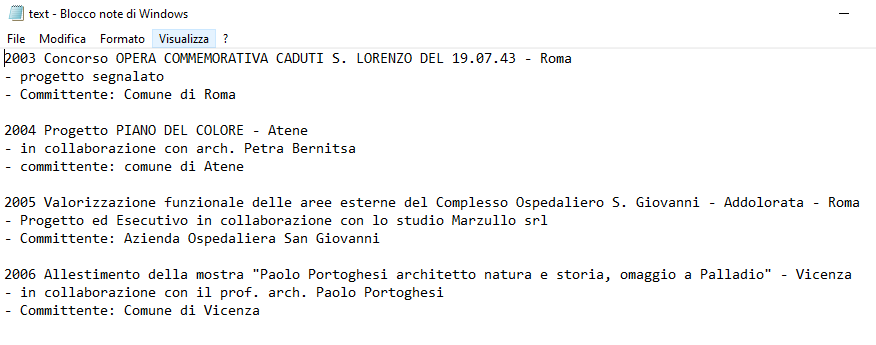 text - Blocco note di Windows
File Modifica Formato Visualizza ?
2003 Concorso OPERA COMMEMORATIVA CADUTI S. LORENZO DEL 19.07.43 - Roma
- progetto segnalato
- Committente: Comune di Roma

2004 Progetto PIANO DEL COLORE - Atene
- in collaborazione con arch. Petra Bernitsa
- committente: comune di Atene

2005 Valorizzazione funzionale delle aree esterne del Complesso Ospedaliero S. Giovanni - Addolorata - Roma
- Progetto ed Esecutivo in collaborazione con lo studio Marzullo srl
- Committente: Azienda Ospedaliera San Giovanni

2006 Allestimento della mostra "Paolo Portoghesi architetto natura e storia, omaggio a Palladio" - Vicenza
- in collaborazione con il prof. arch. Paolo Portoghesi
- Committente: Comune di Vicenza